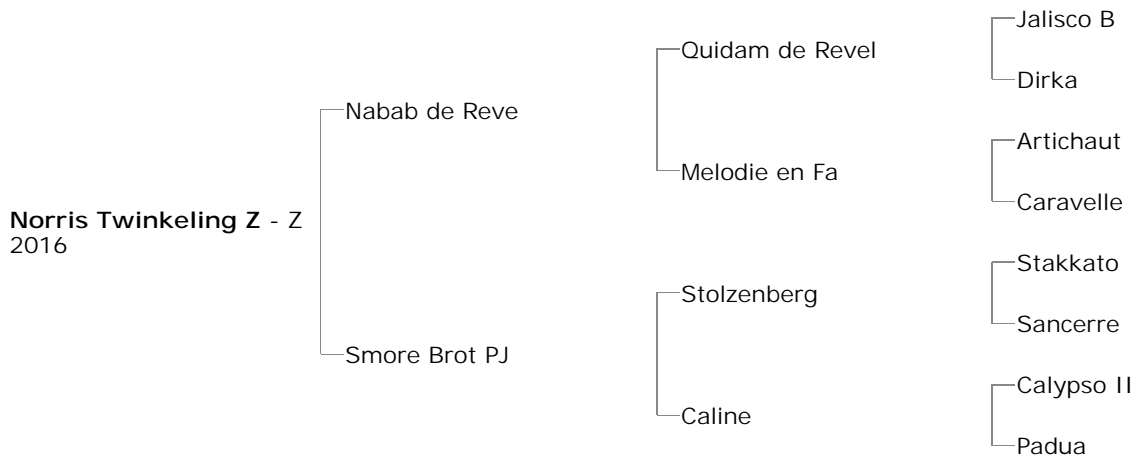 Jalisco B
Quidam de Revel
Dirka
Nabab de Reve
Artichaut
Melodie en Fa
Caravelle
Norris Twinkeling Z - Z
2016
Stakkato
Stolzenberg
Sancerre
Smore Brot PJ
Calypso II
Caline
Padua